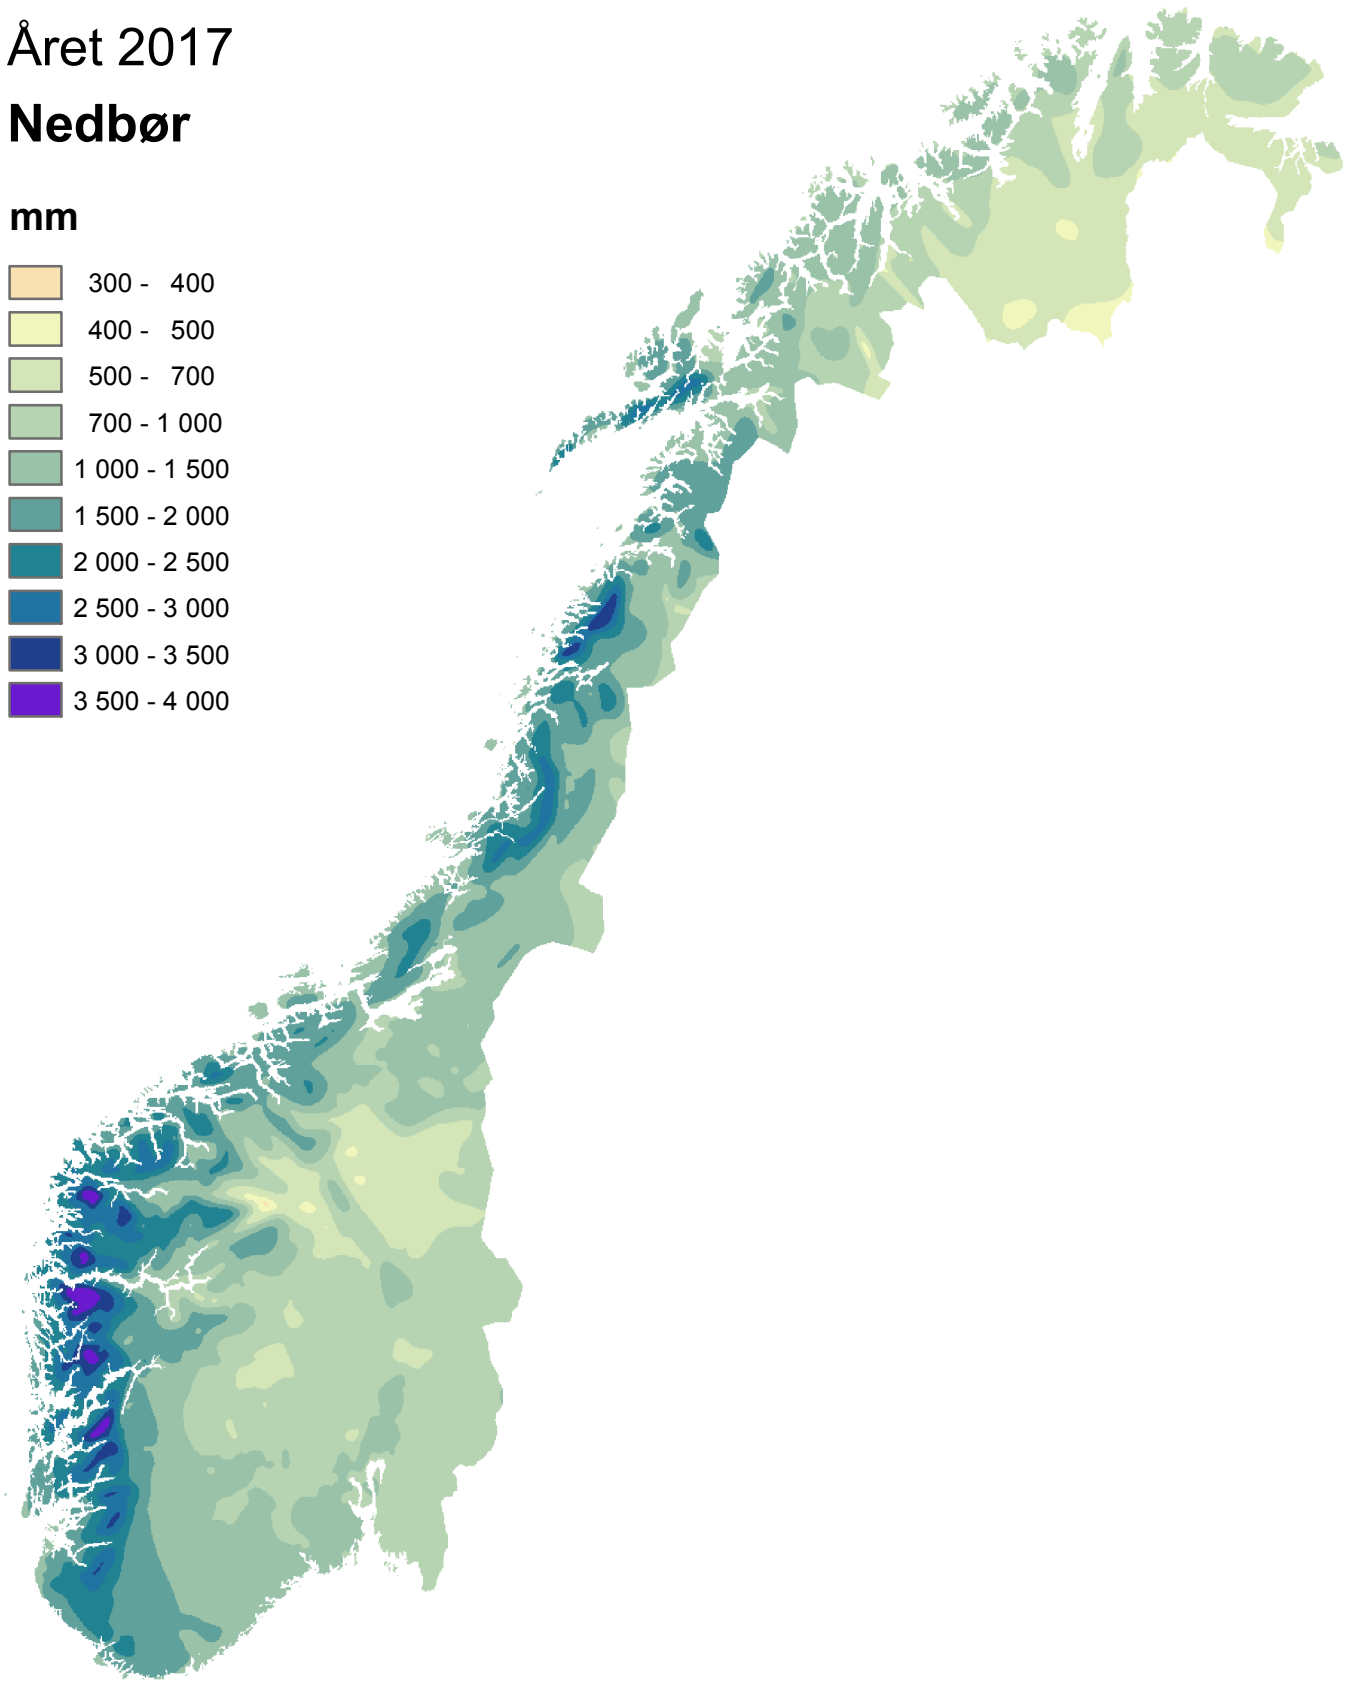 Året 2017
Nedbør
mm
300 - 400
400 - 500
500 - 700
700 - 1 000
1 000 - 1 500
1 500 - 2 000
2 000 - 2 500
2 500 - 3 000
3 000 - 3 500
3 500 - 4 000